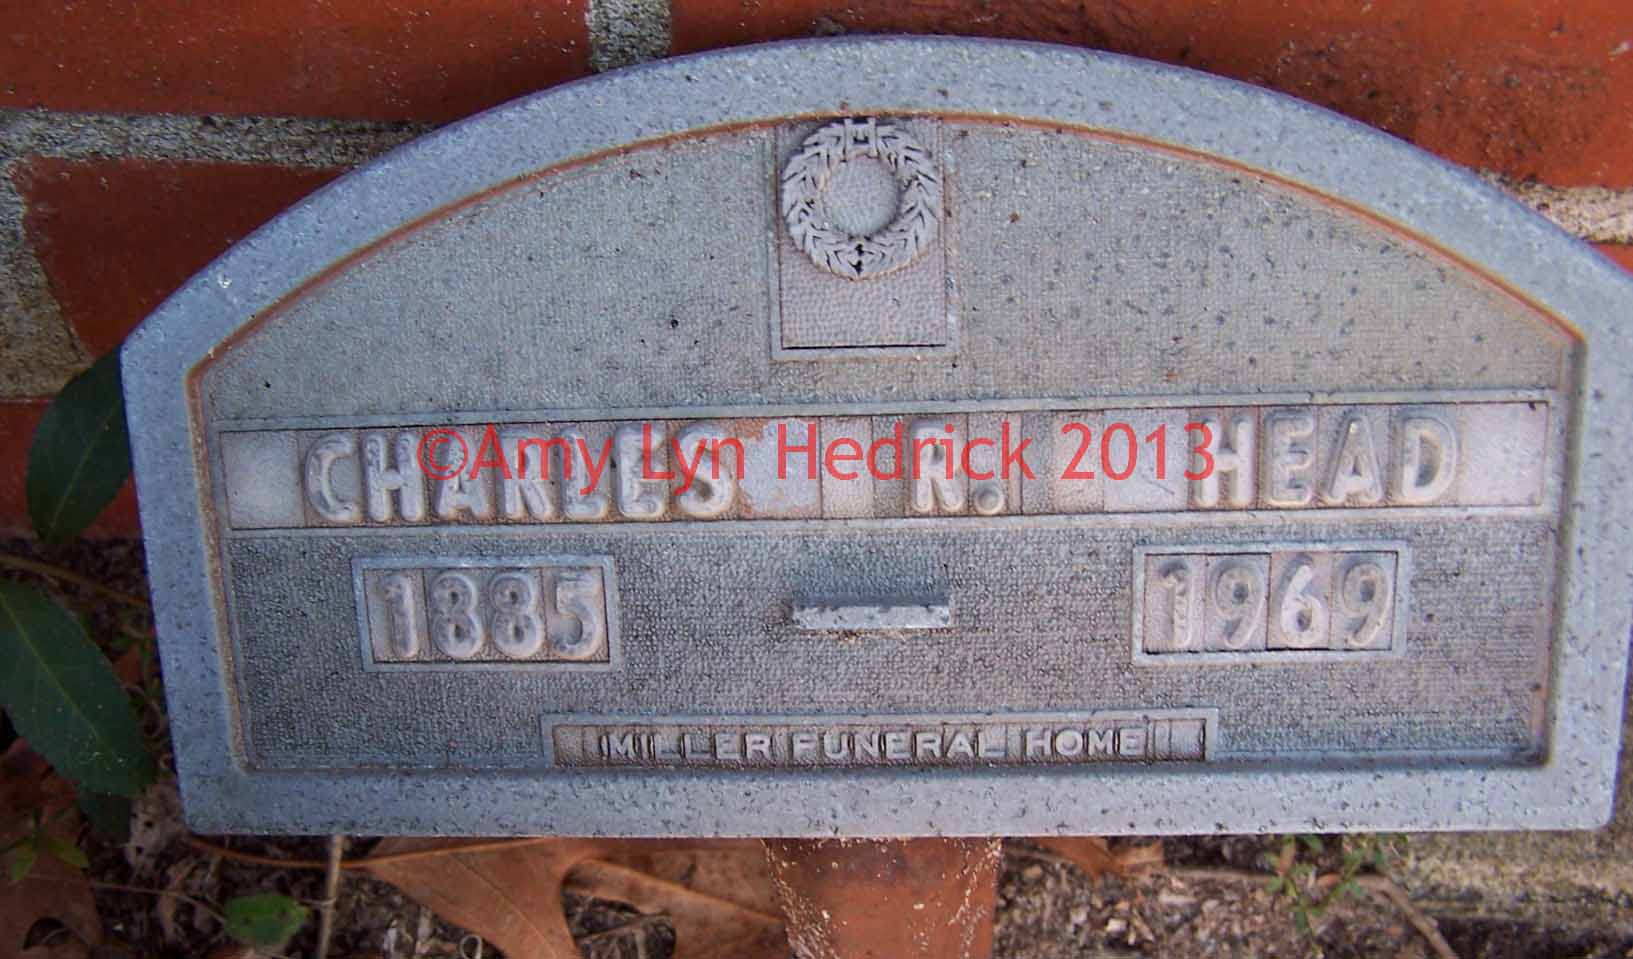 CHARLES R. HEAD
©Amy Lyn Hedrick 2013
1885 — 1969
MILLER FUNERAL HOME